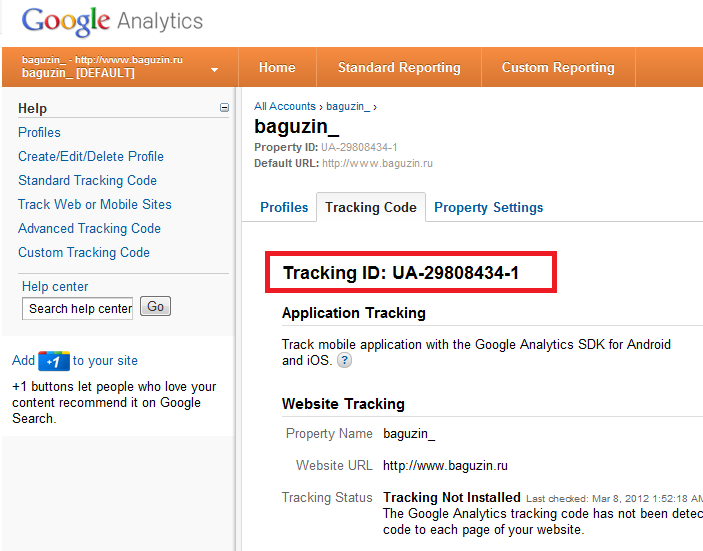 Google Analytics
baguzin_ - http://www.baguzin.ru
baguzin_ [DEFAULT]
Home
Standard Reporting
Custom Reporting
Help
Profiles
Create/Edit/Delete Profile
Standard Tracking Code
Track Web or Mobile Sites
Advanced Tracking Code
Custom Tracking Code
Help center
Search help center
Go
Add +1 to your site
+1 buttons let people who love your
content recommend it on Google
Search.
All Accounts › baguzin_ ›
baguzin_
Property ID: UA-29808434-1
Default URL: http://www.baguzin.ru
Profiles
Tracking Code
Property Settings
Tracking ID: UA-29808434-1
Application Tracking
Track mobile application with the Google Analytics SDK for Android
and iOS. ?
Website Tracking
Property Name baguzin_
Website URL http://www.baguzin.ru
Tracking Status Tracking Not Installed Last checked: Mar 8, 2012 1:52:18 AM
The Google Analytics tracking code has not been detec
code to each page of your website.